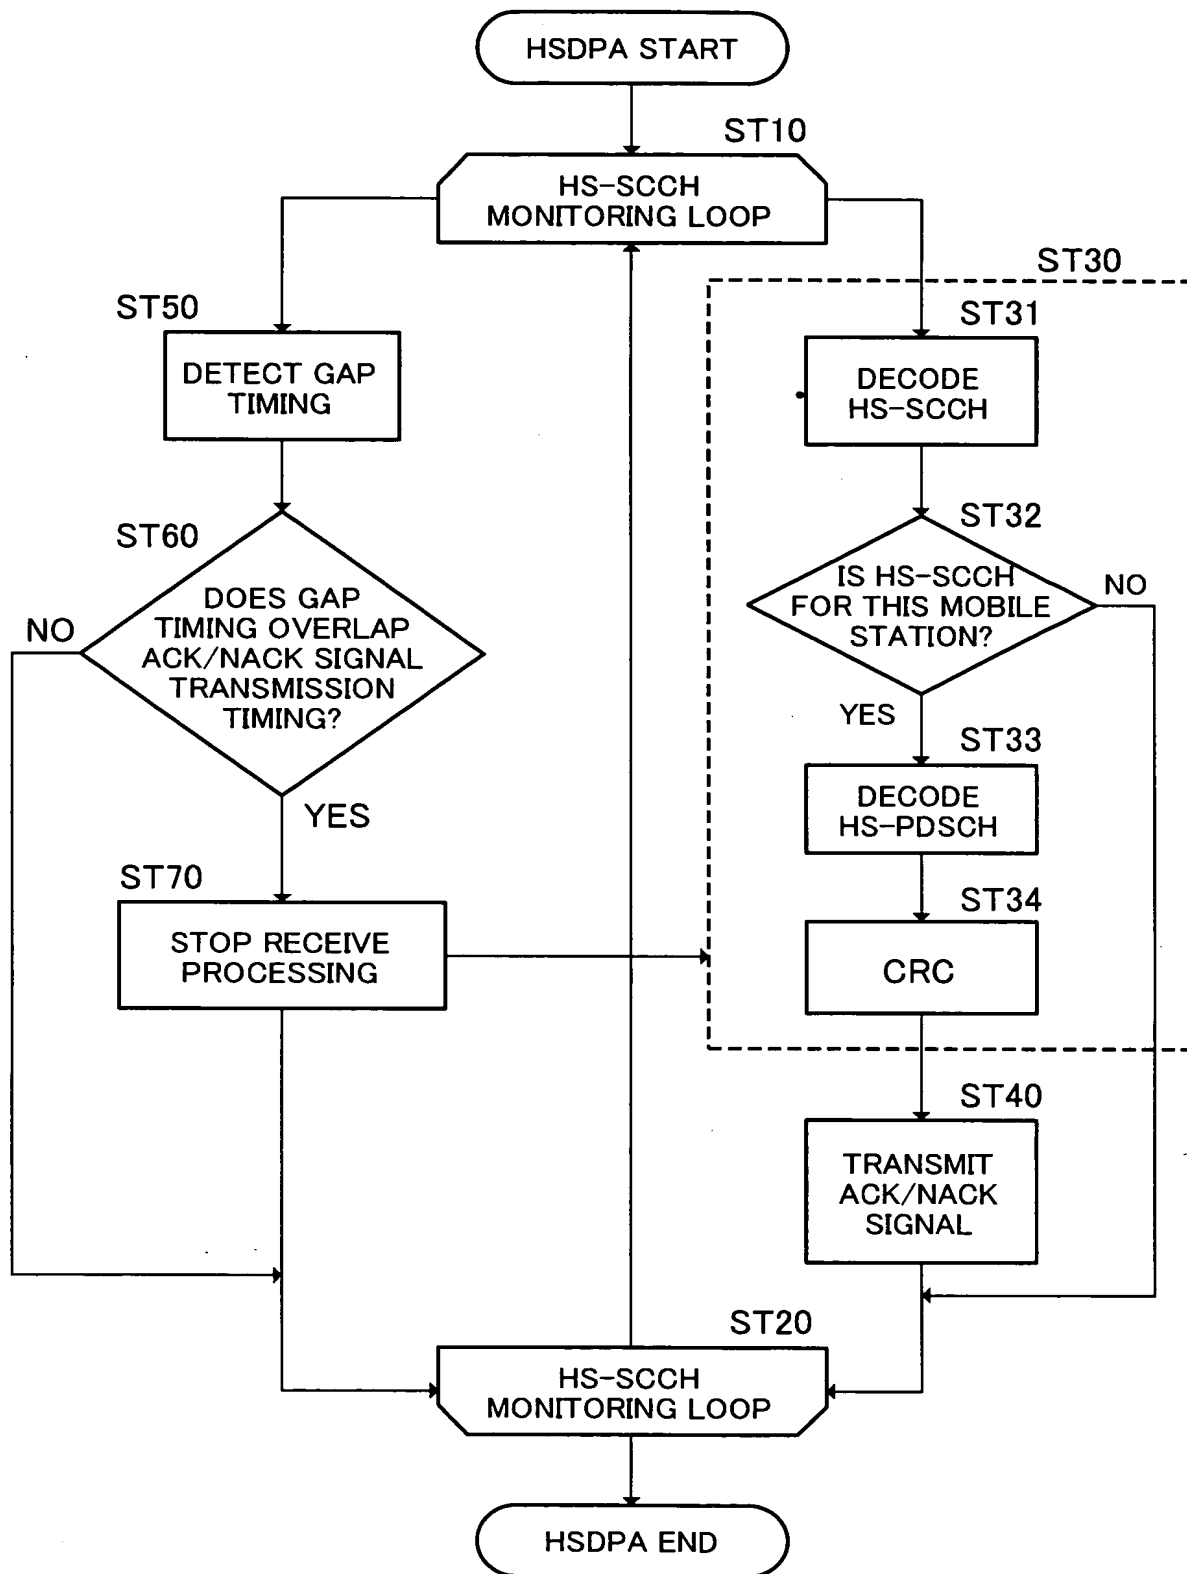 HSDPA START
ST10
HS-SCCH
MONITORING LOOP
ST30
ST50
DETECT GAP
TIMING
ST31
DECODE
HS-SCCH
ST60
DOES GAP
TIMING OVERLAP
ACK/NACK SIGNAL
TRANSMISSION
TIMING?
NO
YES
ST32
IS HS-SCCH
FOR THIS MOBILE
STATION?
NO
YES
ST33
DECODE
HS-PDSCH
ST70
STOP RECEIVE
PROCESSING
ST34
CRC
ST40
TRANSMIT
ACK/NACK
SIGNAL
ST20
HS-SCCH
MONITORING LOOP
HSDPA END